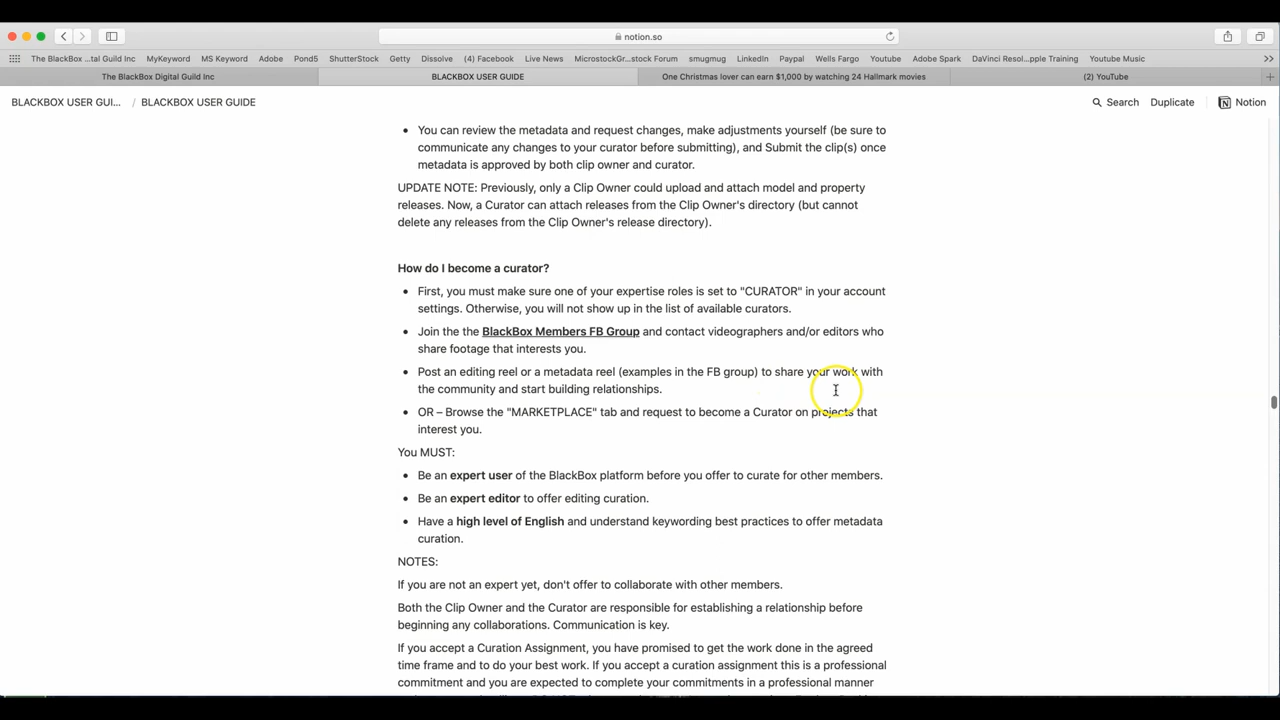 notion.so
The BlackBox ...tal Guild Inc MyKeyword MS Keyword Adobe Pond5 ShutterStock Getty Dissolve (4) Facebook Live News MicrostockGr...stock Forum smugmug LinkedIn Paypal Wells Fargo Youtube Adobe Spark DaVinci Resol...pple Training Youtube Music
The BlackBox Digital Guild Inc BLACKBOX USER GUIDE One Christmas lover can earn $1,000 by watching 24 Hallmark movies (2) YouTube
BLACKBOX USER GUI... / BLACKBOX USER GUIDE Search Duplicate Notion
• You can review the metadata and request changes, make adjustments yourself (be sure to
communicate any changes to your curator before submitting), and Submit the clip(s) once
metadata is approved by both clip owner and curator.
UPDATE NOTE: Previously, only a Clip Owner could upload and attach model and property
releases. Now, a Curator can attach releases from the Clip Owner's directory (but cannot
delete any releases from the Clip Owner's release directory).
How do I become a curator?
• First, you must make sure one of your expertise roles is set to "CURATOR" in your account
settings. Otherwise, you will not show up in the list of available curators.
• Join the the BlackBox Members FB Group and contact videographers and/or editors who
share footage that interests you.
• Post an editing reel or a metadata reel (examples in the FB group) to share your work with
the community and start building relationships.
• OR – Browse the "MARKETPLACE" tab and request to become a Curator on projects that
interest you.
You MUST:
• Be an expert user of the BlackBox platform before you offer to curate for other members.
• Be an expert editor to offer editing curation.
• Have a high level of English and understand keywording best practices to offer metadata
curation.
NOTES:
If you are not an expert yet, don't offer to collaborate with other members.
Both the Clip Owner and the Curator are responsible for establishing a relationship before
beginning any collaborations. Communication is key.
If you accept a Curation Assignment, you have promised to get the work done in the agreed
time frame and to do your best work. If you accept a curation assignment this is a professional
commitment and you are expected to complete your commitments in a professional manner